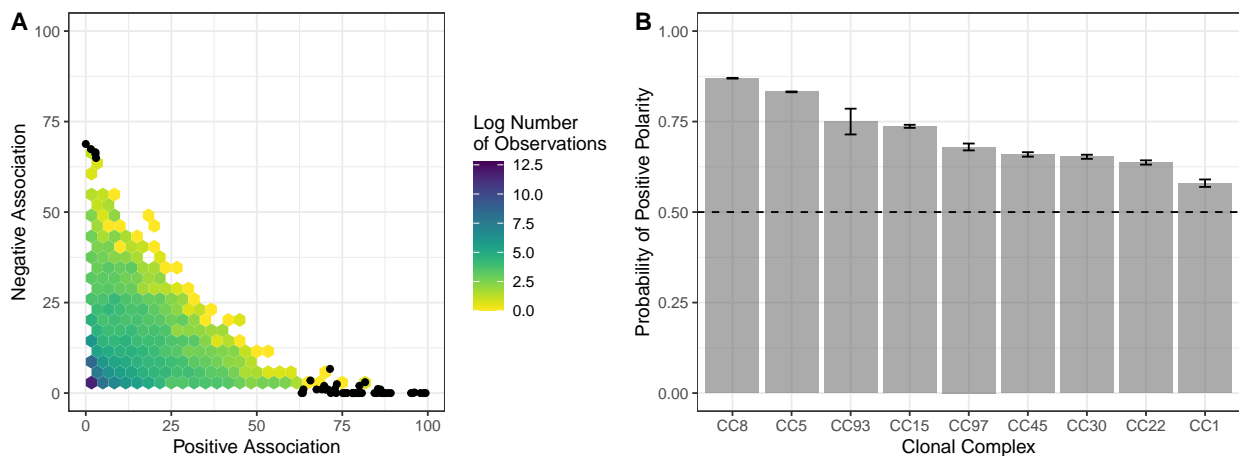 A
100
75
50
25
0
Negative Association
0 25 50 75 100
Positive Association
Log Number
of Observations
12.5
10.0
7.5
5.0
2.5
0.0
B
1.00
0.75
0.50
0.25
0.00
Probability of Positive Polarity
CC8 CC5 CC93 CC15 CC97 CC45 CC30 CC22 CC1
Clonal Complex